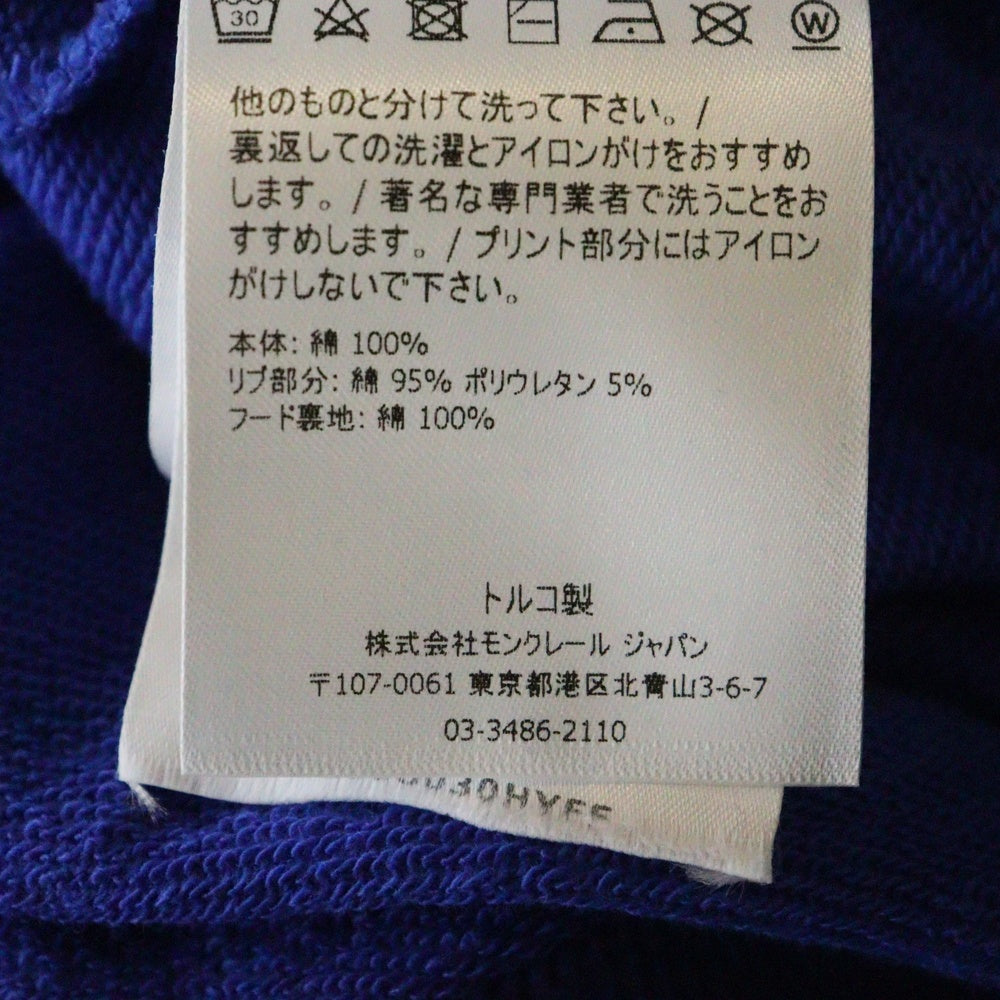 30
W
他のものと分けて洗って下さい。/
裏返しての洗濯とアイロンがけをおすすめ
します。/ 著名な専門業者で洗うことをお
すすめします。/ プリント部分にはアイロン
がけしないで下さい。
本体: 綿 100%
リブ部分: 綿 95% ポリウレタン 5%
フード裏地: 綿 100%
トルコ製
株式会社モンクレール ジャパン
〒107-0061 東京都港区北青山3-6-7
03-3486-2110